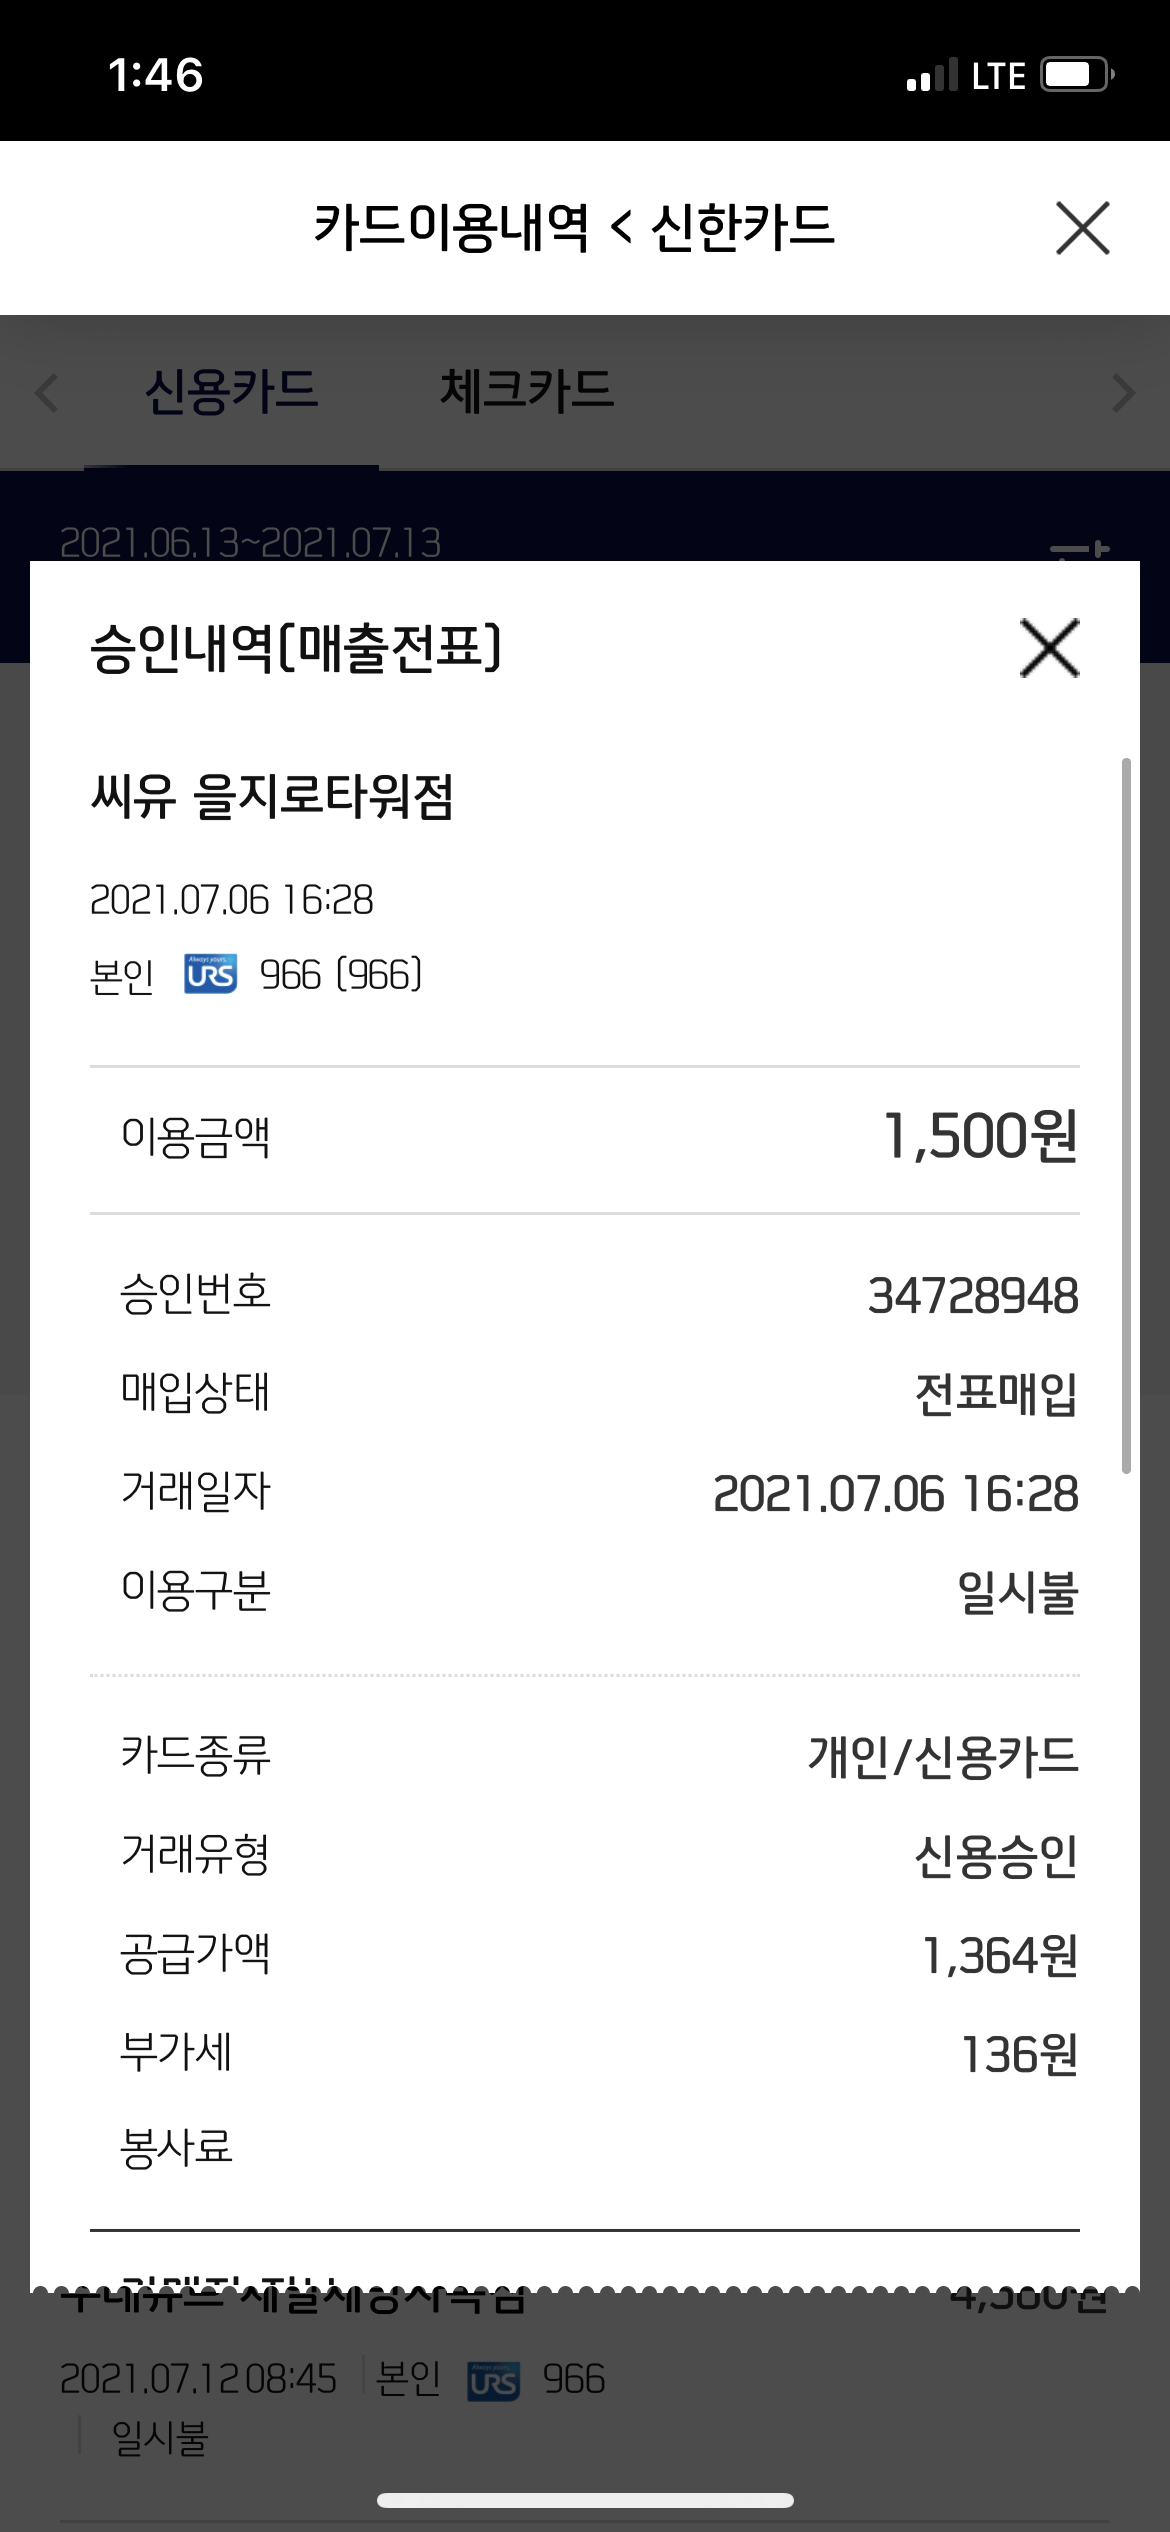 1:46
LTE
카드이용내역 < 신한카드
신용카드 체크카드
2021.06.13~2021.07.13
승인내역(매출전표)
씨유 을지로타워점
2021.07.06 16:28
본인 Always yours, URS 966 (966)
이용금액 1,500원
승인번호 34728948
매입상태 전표매입
거래일자 2021.07.06 16:28
이용구분 일시불
카드종류 개인/신용카드
거래유형 신용승인
공급가액 1,364원
부가세 136원
봉사료
2021.07.12 08:45 본인 URS 966
일시불